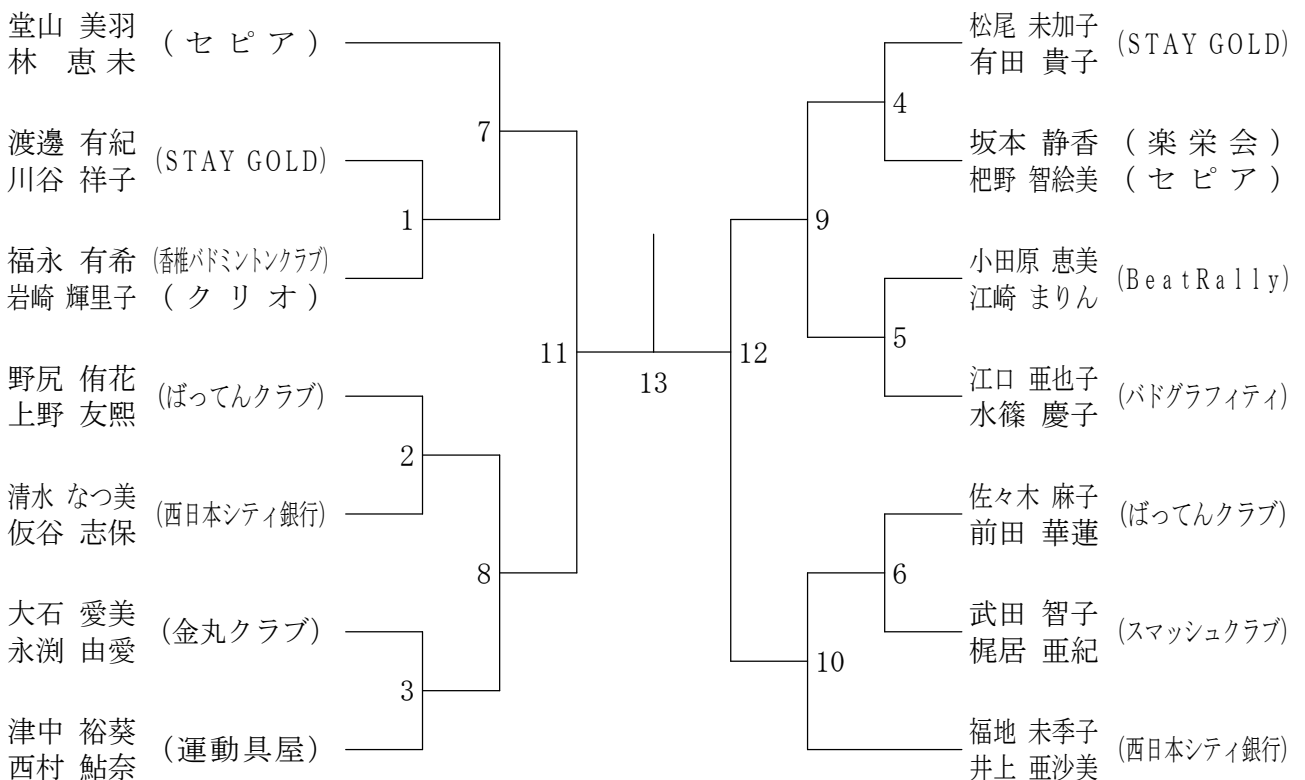 堂山 美羽 (セピア)
林 恵未
7
渡邊 有紀 (STAY GOLD)
川谷 祥子
1
福永 有希 (香椎バドミントンクラブ)
岩崎 輝里子 (クリオ)
11
野尻 侑花 (ばってんクラブ)
上野 友熙
2
清水 なつ美 (西日本シティ銀行)
仮谷 志保
8
大石 愛美 (金丸クラブ)
永渕 由愛
3
津中 裕葵 (運動具屋)
西村 鮎奈
13
松尾 未加子 (STAY GOLD)
有田 貴子
4
坂本 静香 (楽栄会)
杷野 智絵美 (セピア)
9
小田原 恵美 (BeatRally)
江崎 まりん
5
12
江口 亜也子 (バドグラフィティ)
水篠 慶子
佐々木 麻子 (ばってんクラブ)
前田 華蓮
6
武田 智子 (スマッシュクラブ)
梶居 亜紀
10
福地 未季子 (西日本シティ銀行)
井上 亜沙美